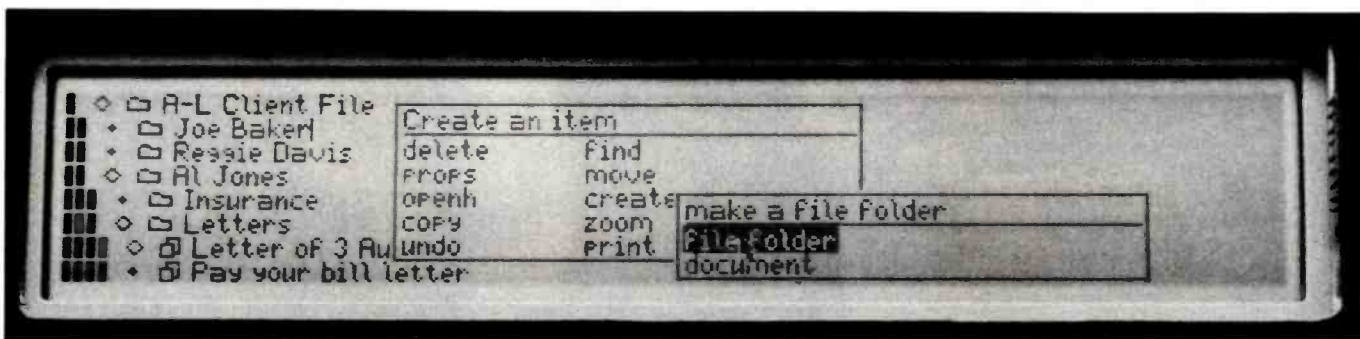 A-L Client File
Joe Baker
Reggie Davis
Al Jones
Insurance
Letters
Letter of 3 Au
Pay your bill letter
Create an item
delete find
props move
openh create
copy zoom
undo print
make a file folder
file folder
document